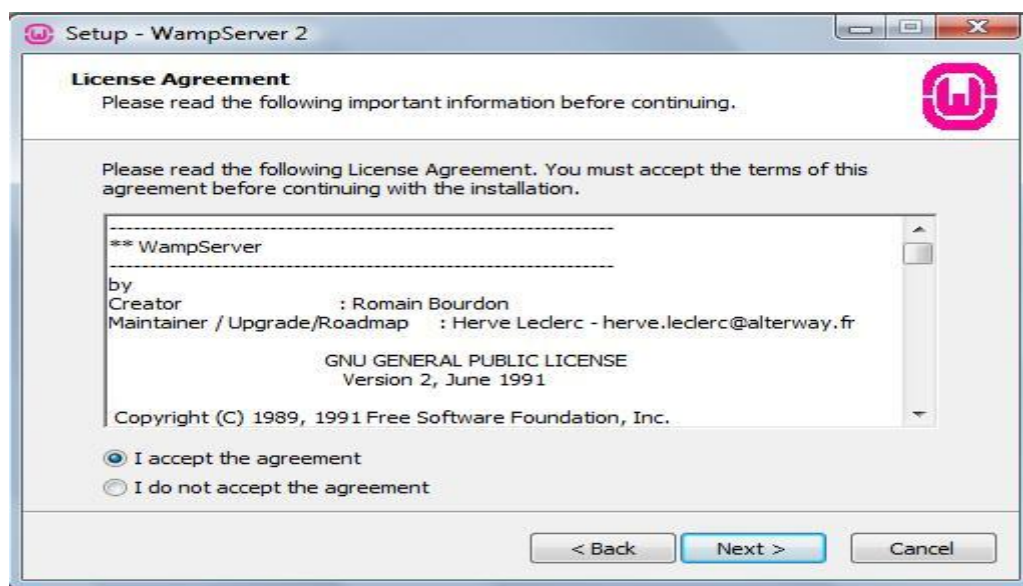 Setup - WampServer 2
License Agreement
Please read the following important information before continuing.
Please read the following License Agreement. You must accept the terms of this
agreement before continuing with the installation.
------------------------------------------------------------
** WampServer
------------------------------------------------------------
by
Creator : Romain Bourdon
Maintainer / Upgrade/Roadmap : Herve Leclerc - herve.leclerc@alterway.fr
GNU GENERAL PUBLIC LICENSE
Version 2, June 1991
Copyright (C) 1989, 1991 Free Software Foundation, Inc.
I accept the agreement
I do not accept the agreement
< Back Next > Cancel